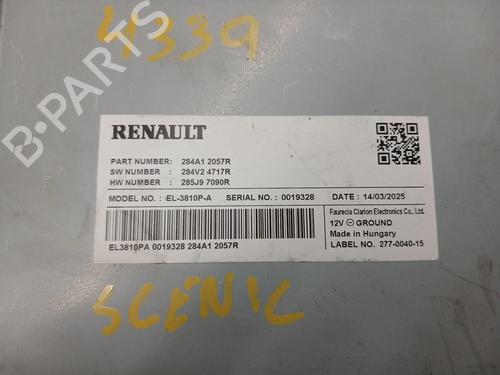 4339
RENAULT
PART NUMBER: 284A1 2057R
SW NUMBER : 284V2 4717R
HW NUMBER : 285J9 7090R
MODEL NO. : EL-3810P-A SERIAL NO. : 0019328 DATE : 14/03/2025
Faurecia Clarion Electronics Co., Ltd.
12V ⊖ GROUND
Made in Hungary
EL3810PA 0019328 284A1 2057R LABEL NO. 277-0040-15
SCENIC
B-PARTS